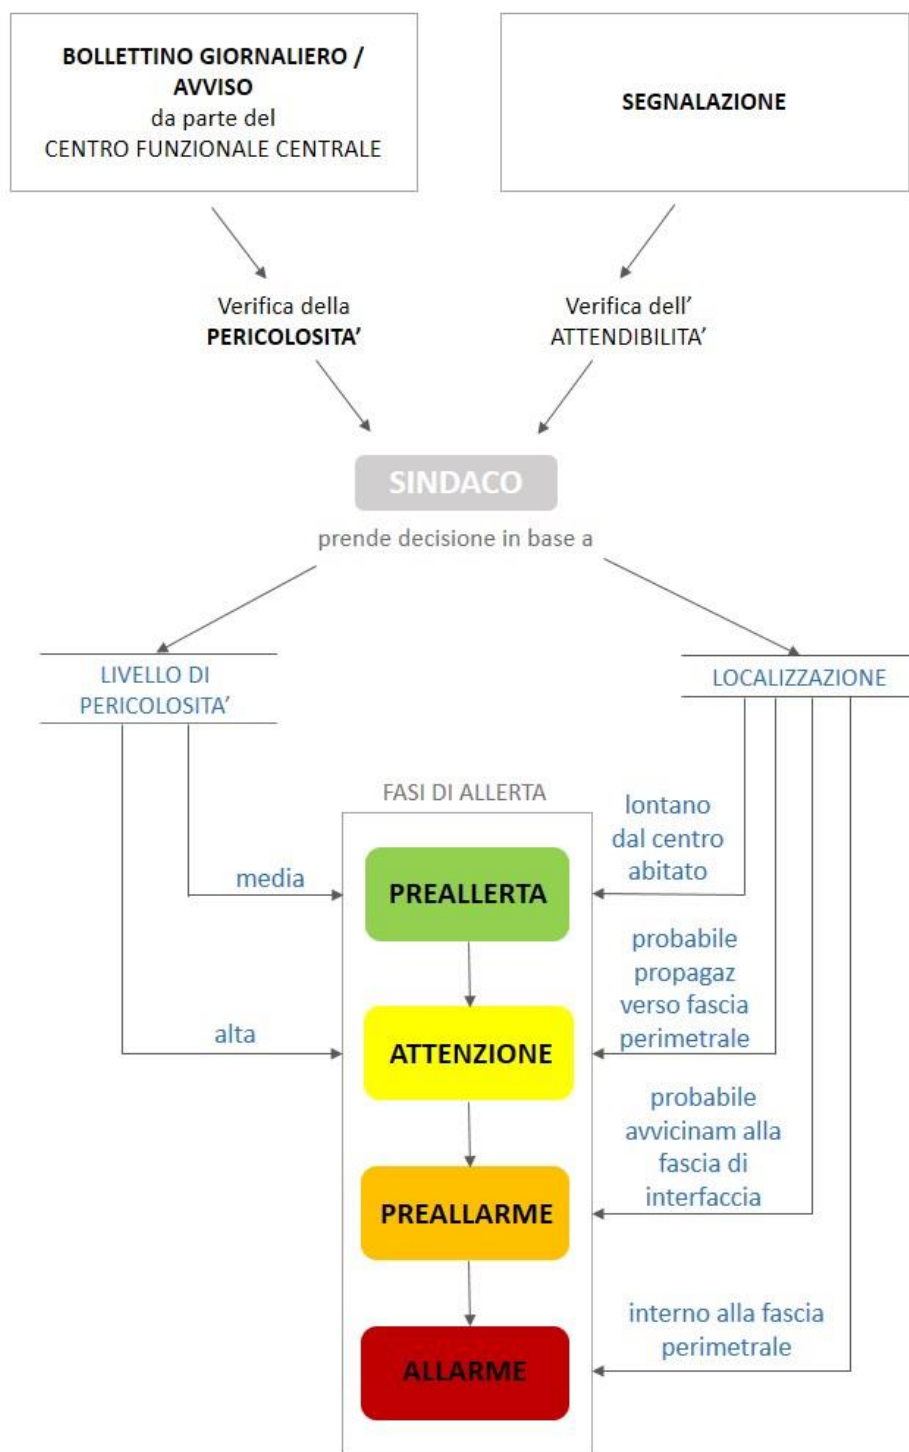 BOLLETTINO GIORNALIERO /
AVVISO
da parte del
CENTRO FUNZIONALE CENTRALE
SEGNALAZIONE
Verifica della
PERICOLOSITA’
Verifica dell’
ATTENDIBILITA’
SINDACO
prende decisione in base a
LIVELLO DI
PERICOLOSITA’
LOCALIZZAZIONE
FASI DI ALLERTA
lontano
dal centro
abitato
media
PREALLERTA
probabile
propagaz
verso fascia
perimetrale
alta
ATTENZIONE
probabile
avvicinam alla
fascia di
interfaccia
PREALLARME
interno alla fascia
perimetrale
ALLARME